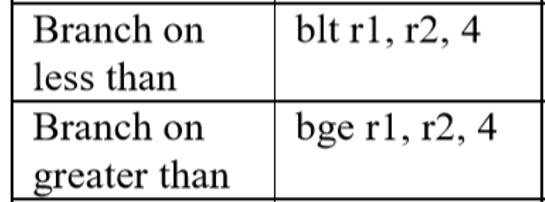 Branch on
less than
blt r1, r2, 4
Branch on
greater than
bge r1, r2, 4